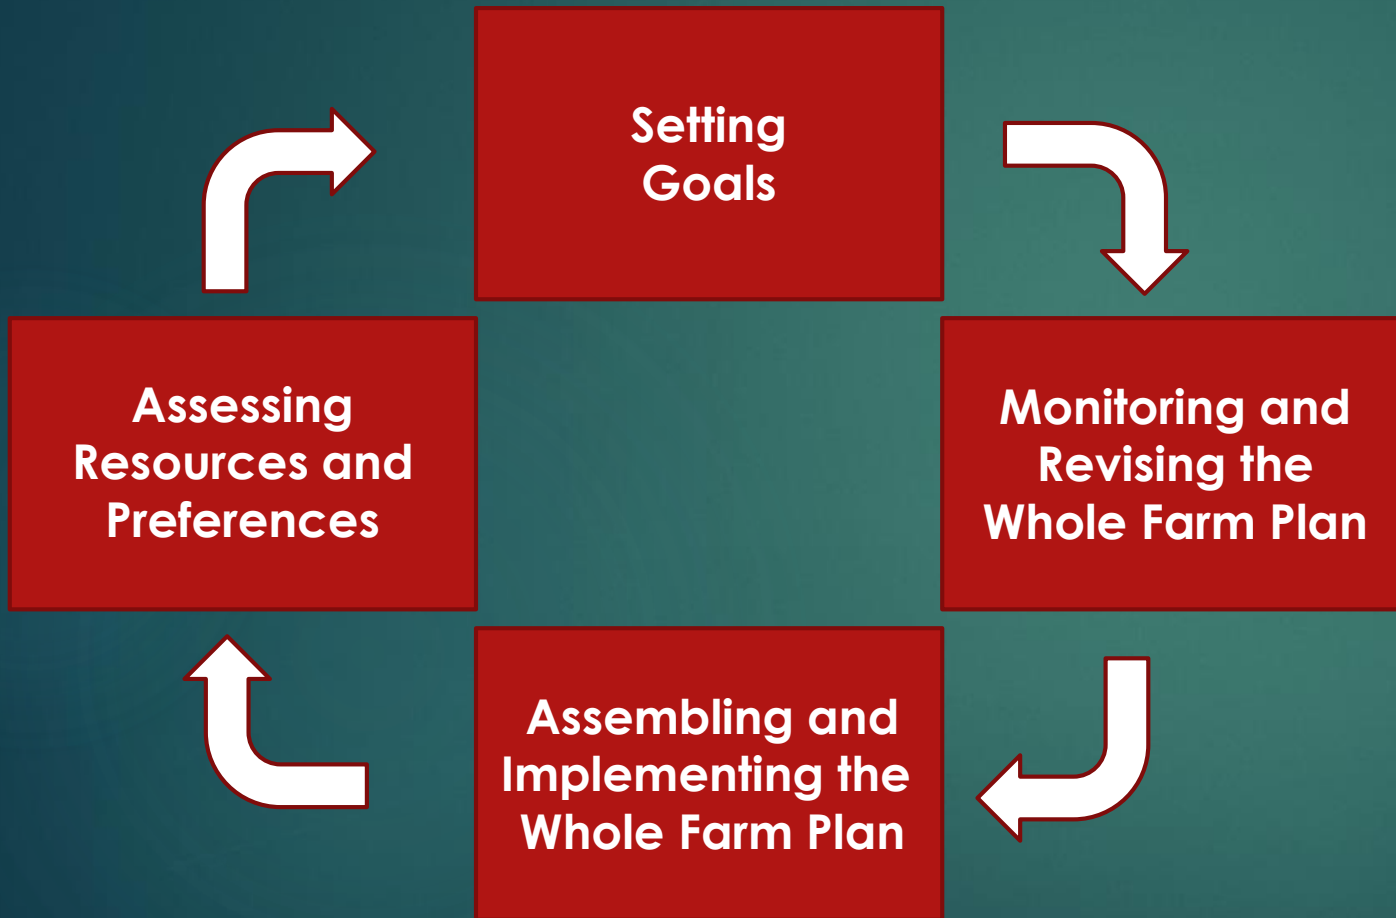 Setting
Goals
Assessing
Resources and
Preferences
Monitoring and
Revising the
Whole Farm Plan
Assembling and
Implementing the
Whole Farm Plan